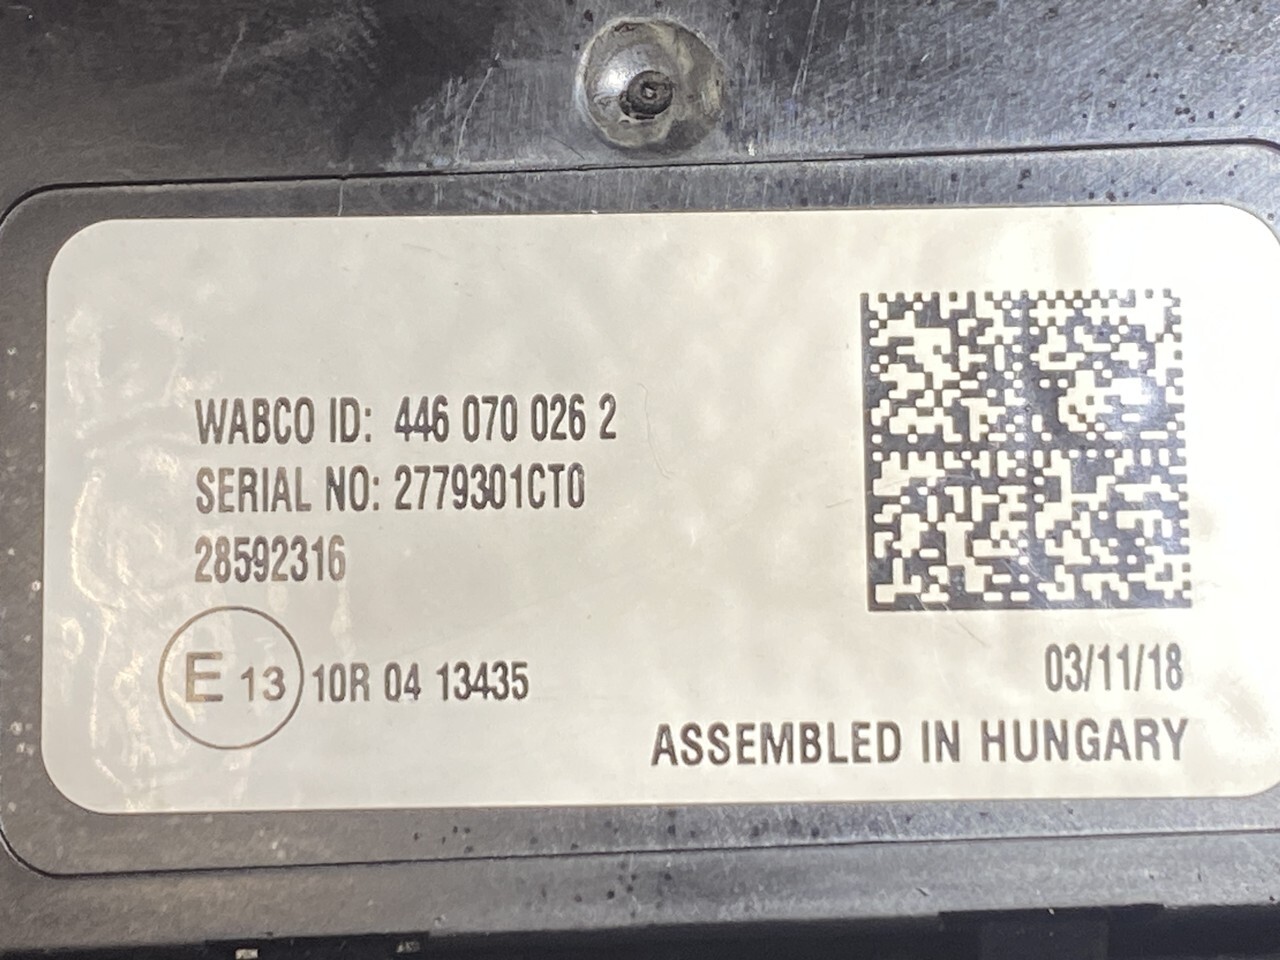 WABCO ID: 446 070 026 2
SERIAL NO: 2779301CT0
28592316
E 13 10R 04 13435
03/11/18
ASSEMBLED IN HUNGARY